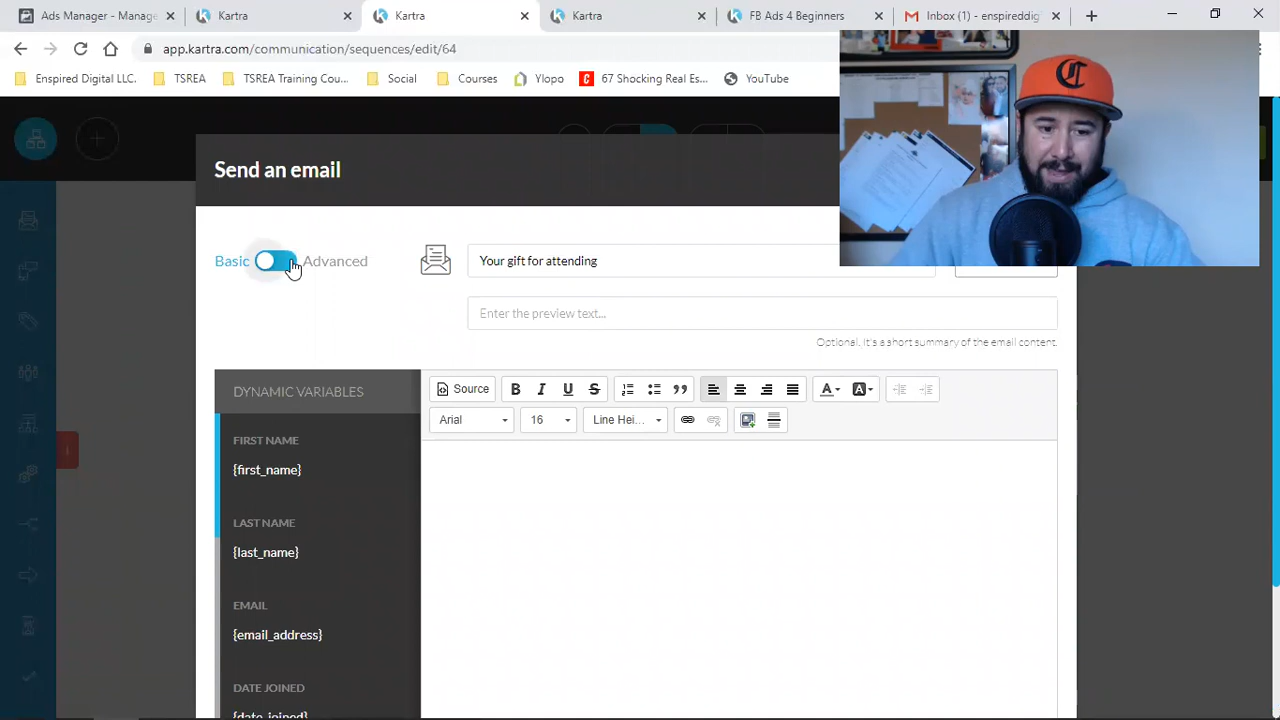 Ads Manager - Manage
Kartra
Kartra
Kartra
FB Ads 4 Beginners
Inbox (1) - enspireddig
app.kartra.com/communication/sequences/edit/64
Enspired Digital LLC.
TSREA
TSREA Training Cou...
Social
Courses
Ylopo
67 Shocking Real Es...
YouTube
Send an email
Basic
Advanced
Your gift for attending
Enter the preview text...
Optional. It's a short summary of the email content.
DYNAMIC VARIABLES
Source
B I U S
Arial
16
Line Hei...
FIRST NAME
{first_name}
LAST NAME
{last_name}
EMAIL
{email_address}
DATE JOINED
{date_joined}